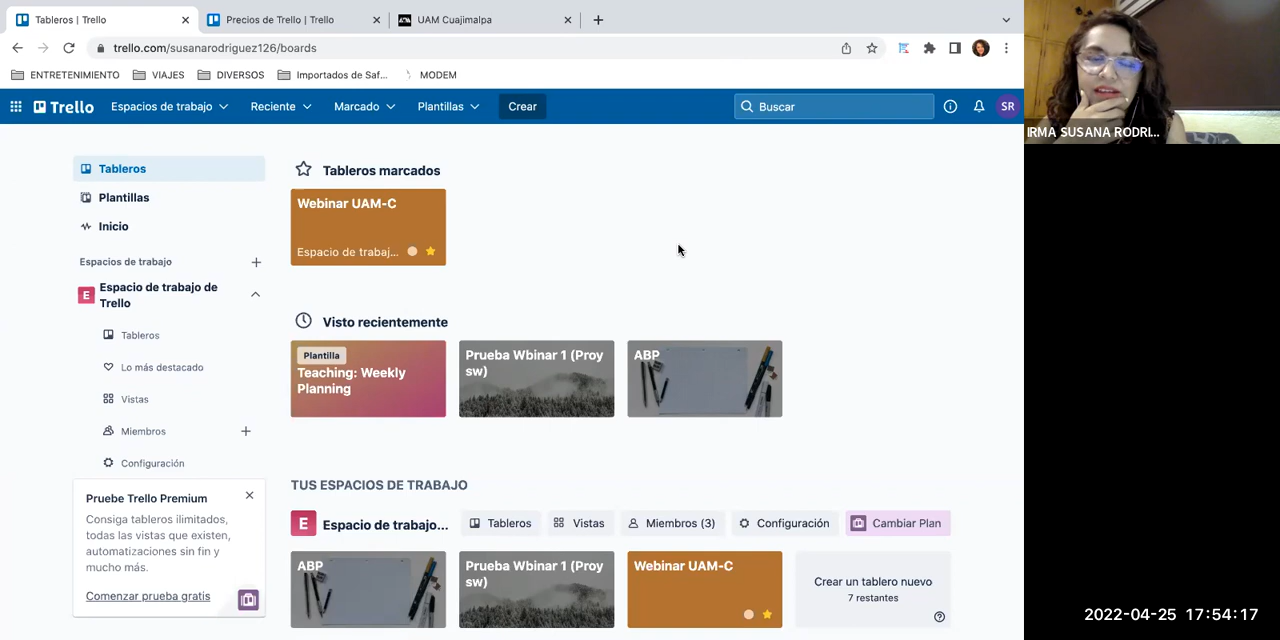 Tableros | Trello
Precios de Trello | Trello
UAM Cuajimalpa
trello.com/susanarodriguez126/boards
ENTRETENIMIENTO
VIAJES
DIVERSOS
Importados de Saf...
MODEM
Trello
Espacios de trabajo
Reciente
Marcado
Plantillas
Crear
Buscar
SR
IRMA SUSANA RODRI...
Tableros
Plantillas
Inicio
Espacios de trabajo
E
Espacio de trabajo de
Trello
Tableros
Lo más destacado
Vistas
Miembros
Configuración
Pruebe Trello Premium
Consiga tableros ilimitados,
todas las vistas que existen,
automatizaciones sin fin y
mucho más.
Comenzar prueba gratis
Tableros marcados
Webinar UAM-C
Espacio de trabaj...
Visto recientemente
Plantilla
Teaching: Weekly
Planning
Prueba Wbinar 1 (Proy
sw)
ABP
TUS ESPACIOS DE TRABAJO
E
Espacio de trabajo...
Tableros
Vistas
Miembros (3)
Configuración
Cambiar Plan
ABP
Prueba Wbinar 1 (Proy
sw)
Webinar UAM-C
Crear un tablero nuevo
7 restantes
2022-04-25 17:54:17